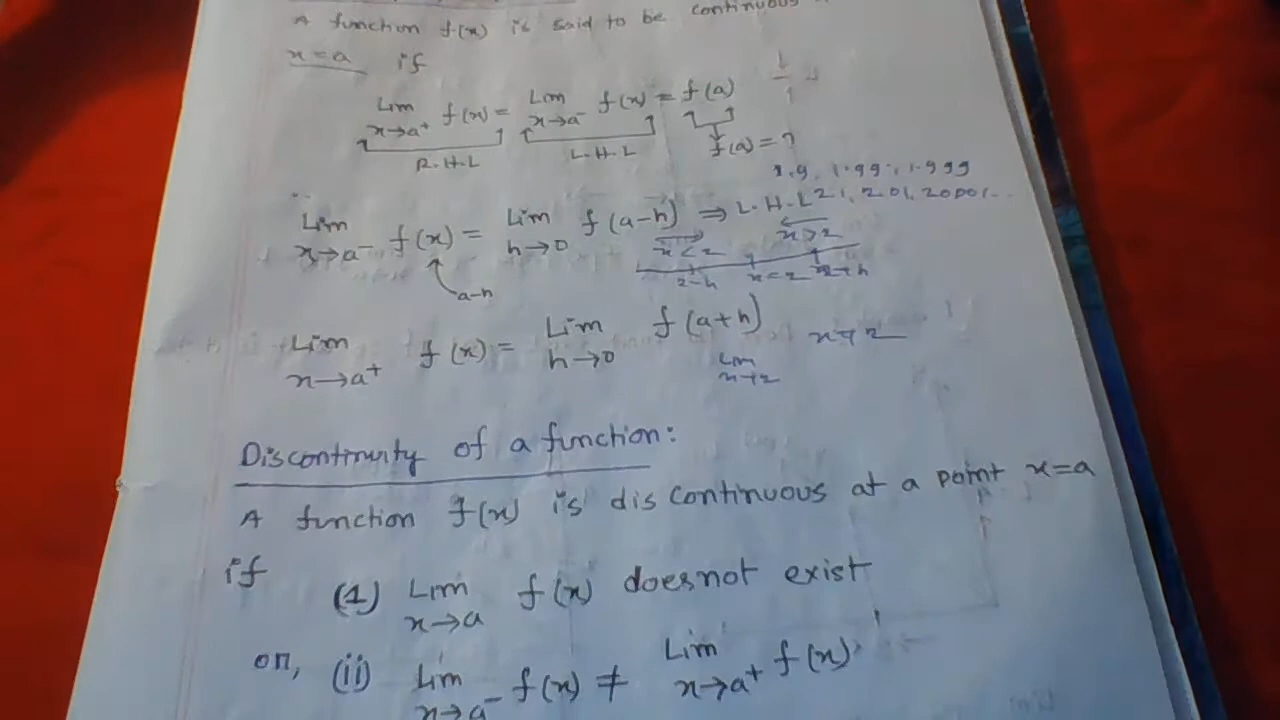 A function f(x) is said to be continuous
x=a if
Lim x→a⁺ f(x) = Lim x→a⁻ f(x) = f(a)
R.H.L L.H.L f(a) = ?
1.9, 1.99, 1.999
Lim x→a⁻ f(x) = Lim h→0 f(a-h) ⇒ L.H.L 2.1, 2.01, 2.001...
x<2 x>2
a-h 2-h x=2 2+h
Lim x→a⁺ f(x) = Lim h→0 f(a+h) x→2
Lim x→2
Discontinuity of a function:
A function f(x) is discontinuous at a point x=a
if (1) Lim x→a f(x) doesnot exist
or, (ii) Lim x→a⁻ f(x) ≠ Lim x→a⁺ f(x)